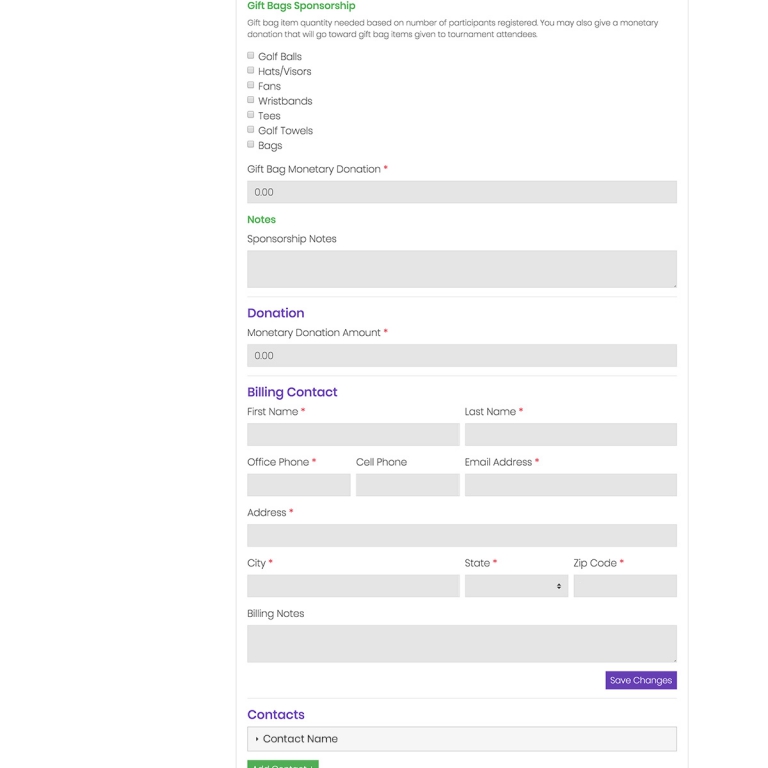 Gift Bags Sponsorship
Gift bag item quantity needed based on number of participants registered. You may also give a monetary
donation that will go toward gift bag items given to tournament attendees.
Golf Balls
Hats/Visors
Fans
Wristbands
Tees
Golf Towels
Bags
Gift Bag Monetary Donation *
0.00
Notes
Sponsorship Notes
Donation
Monetary Donation Amount *
0.00
Billing Contact
First Name * Last Name *
Office Phone * Cell Phone Email Address *
Address *
City * State * Zip Code *
Billing Notes
Save Changes
Contacts
Contact Name